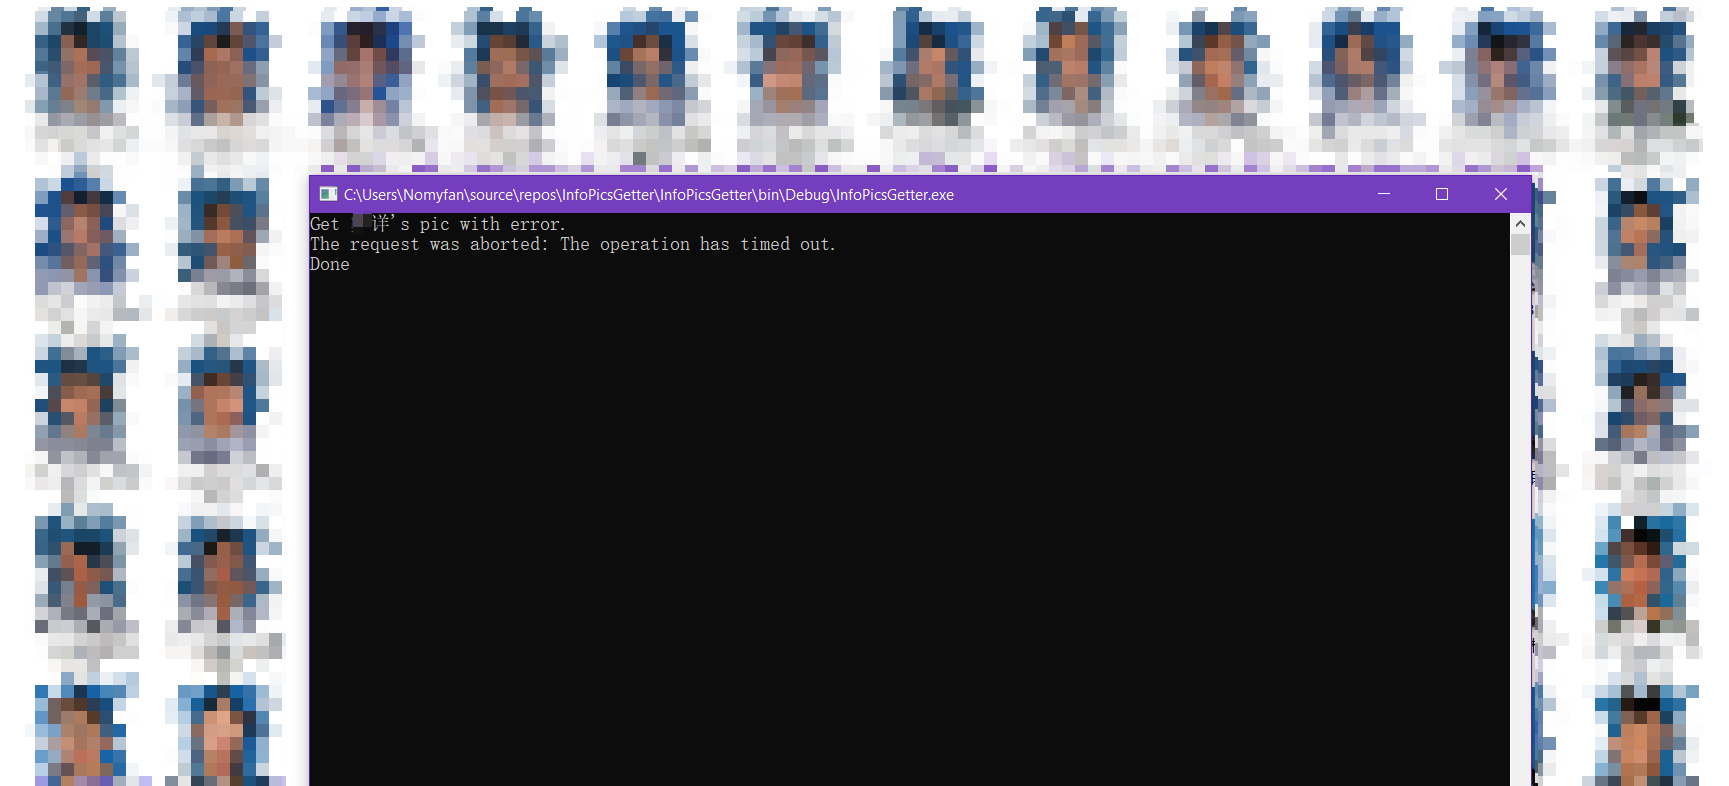 C:\Users\Nomyfan\source\repos\InfoPicsGetter\InfoPicsGetter\bin\Debug\InfoPicsGetter.exe
Get 详's pic with error.
The request was aborted: The operation has timed out.
Done